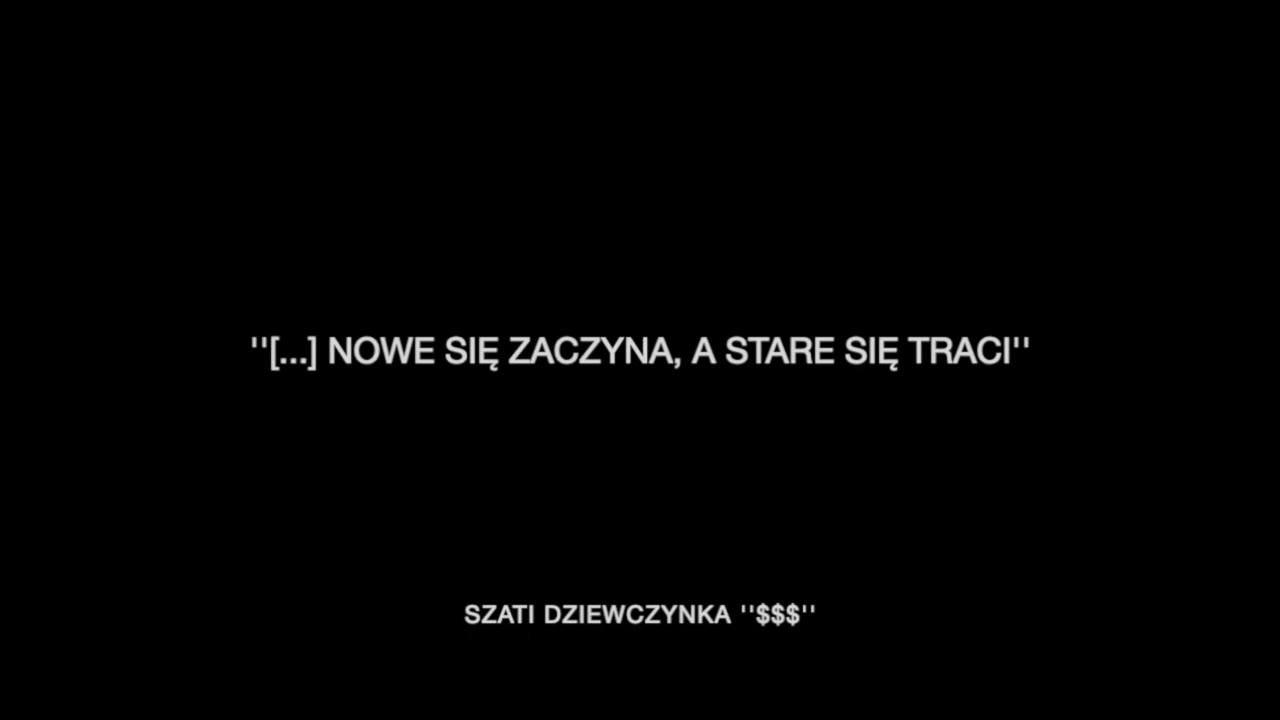 ''[...] NOWE SIĘ ZACZYNA, A STARE SIĘ TRACI''
SZATI DZIEWCZYNKA ''$$$''